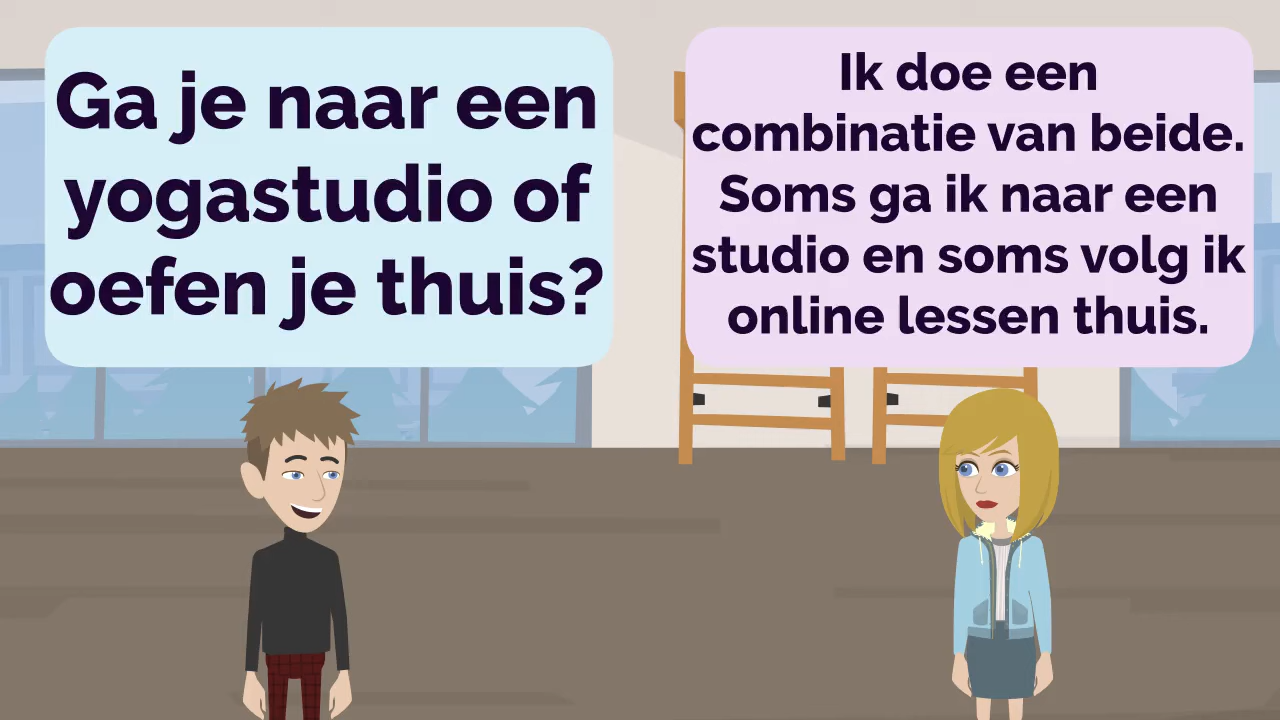 Ga je naar een
yogastudio of
oefen je thuis?
Ik doe een
combinatie van beide.
Soms ga ik naar een
studio en soms volg ik
online lessen thuis.